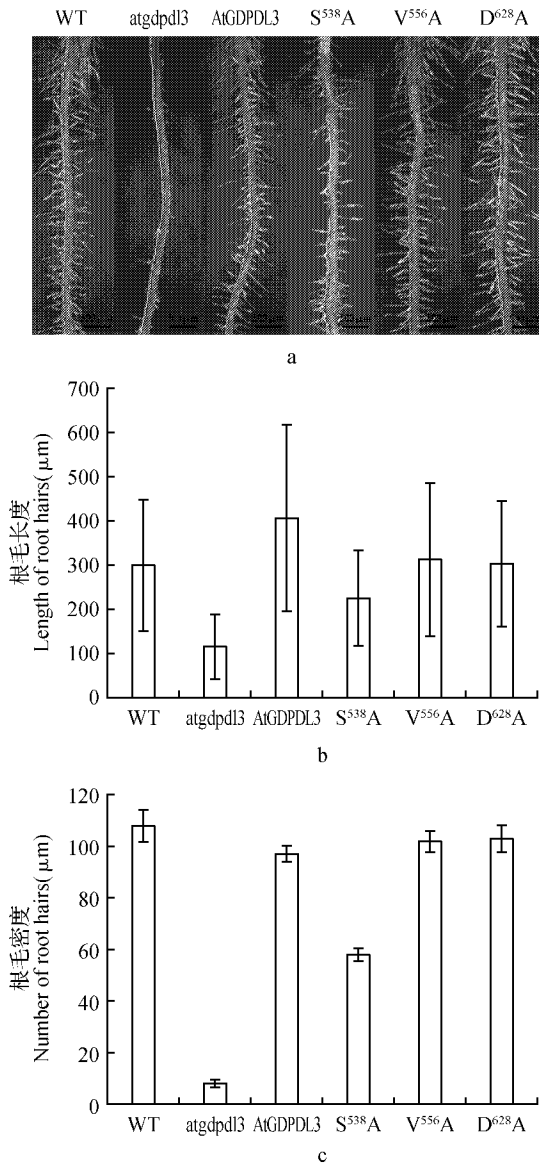 WT atgdpdl3 AtGDPDL3 S⁵³⁸A V⁵⁵⁶A D⁶²⁸A
a
根毛长度
Length of root hairs(μm)
700
600
500
400
300
200
100
0
WT atgdpdl3 AtGDPDL3 S⁵³⁸A V⁵⁵⁶A D⁶²⁸A
b
根毛密度
Number of root hairs(μm)
120
100
80
60
40
20
0
WT atgdpdl3 AtGDPDL3 S⁵³⁸A V⁵⁵⁶A D⁶²⁸A
c